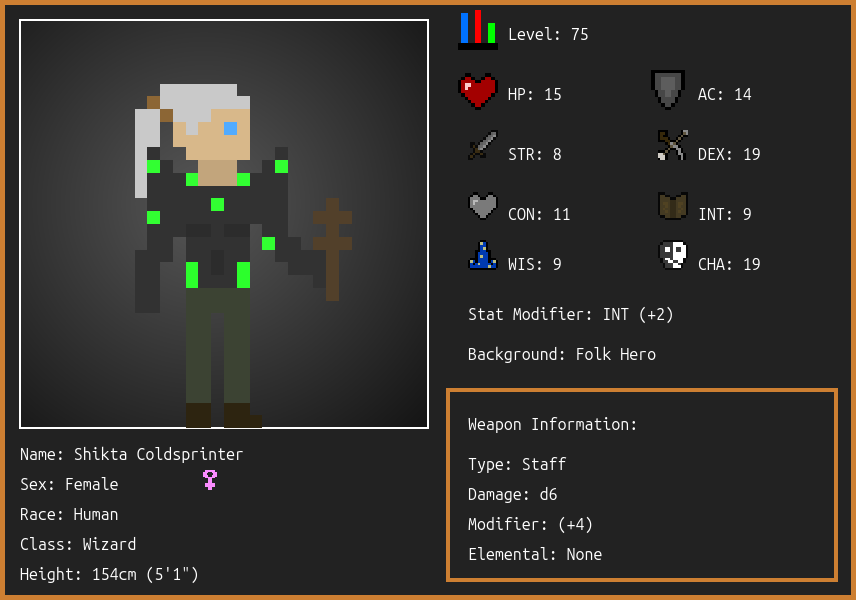 Level: 75
HP: 15
AC: 14
STR: 8
DEX: 19
CON: 11
INT: 9
WIS: 9
CHA: 19
Stat Modifier: INT (+2)
Background: Folk Hero
Weapon Information:
Type: Staff
Damage: d6
Modifier: (+4)
Elemental: None
Name: Shikta Coldsprinter
Sex: Female
Race: Human
Class: Wizard
Height: 154cm (5'1")